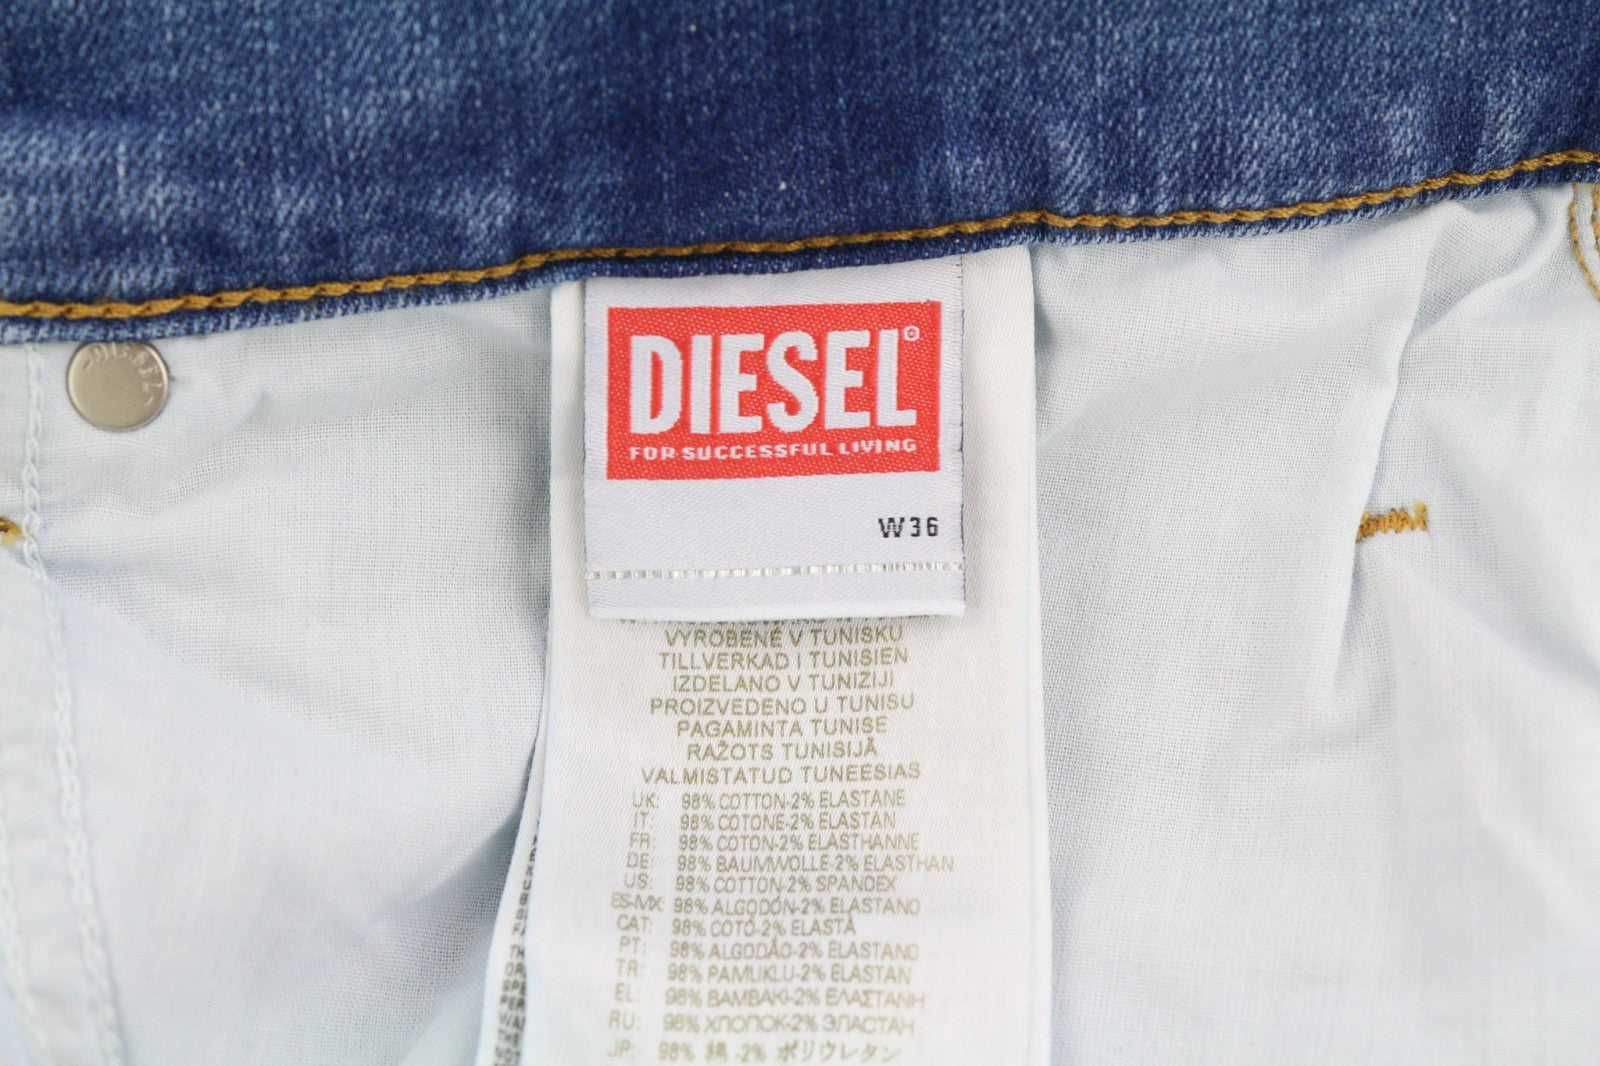 DIESEL®
FOR SUCCESSFUL LIVING
W36
VYROBENÉ V TUNISKU
TILLVERKAD I TUNISIEN
IZDELANO V TUNIZIJI
PROIZVEDENO U TUNISU
PAGAMINTA TUNISE
RAŽOTS TUNISIJĀ
VALMISTATUD TUNEESIAS
UK: 98% COTTON-2% ELASTANE
IT: 98% COTONE-2% ELASTAN
FR: 98% COTON-2% ELASTHANNE
DE: 98% BAUMWOLLE-2% ELASTHAN
US: 98% COTTON-2% SPANDEX
ES-MX: 98% ALGODÓN-2% ELASTANO
CAT: 98% COTÓ-2% ELASTÀ
PT: 98% ALGODÃO-2% ELASTANO
TR: 98% PAMUKLU-2% ELASTAN
EL: 98% ΒΑΜΒΑΚΙ-2% ΕΛΑΣΤΑΝΗ
RU: 98% ХЛОПОК-2% ЭЛАСТАН
JP: 98% 綿 -2% ポリウレタン
DIESEL